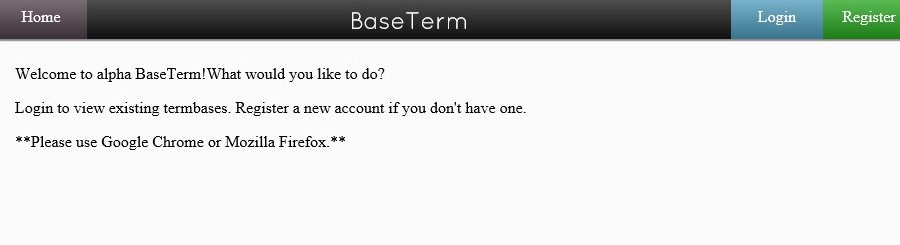 Home BaseTerm Login Register
Welcome to alpha BaseTerm!What would you like to do?
Login to view existing termbases. Register a new account if you don't have one.
**Please use Google Chrome or Mozilla Firefox.**